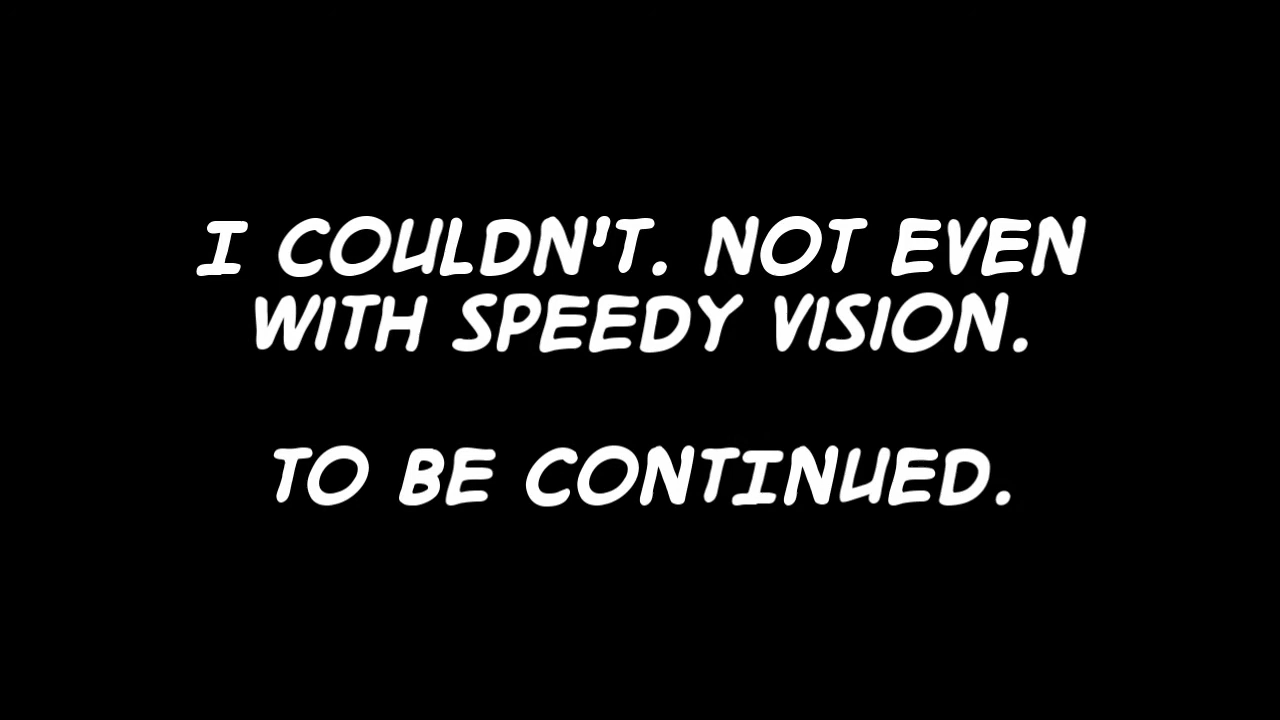 I COULDN'T. NOT EVEN
WITH SPEEDY VISION.
TO BE CONTINUED.